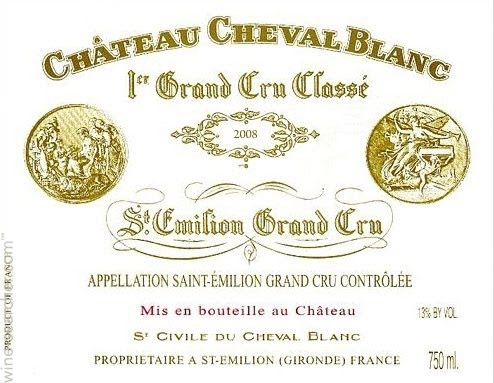 CHÂTEAU CHEVAL BLANC
1er Grand Cru Classé
2008
St Emilion Grand Cru
APPELLATION SAINT-ÉMILION GRAND CRU CONTRÔLÉE
Mis en bouteille au Château
13% BY VOL.
St CIVILE DU CHEVAL BLANC
PROPRIETAIRE A ST-EMILION (GIRONDE) FRANCE
750 ml.
PRODUCT OF FRANCE